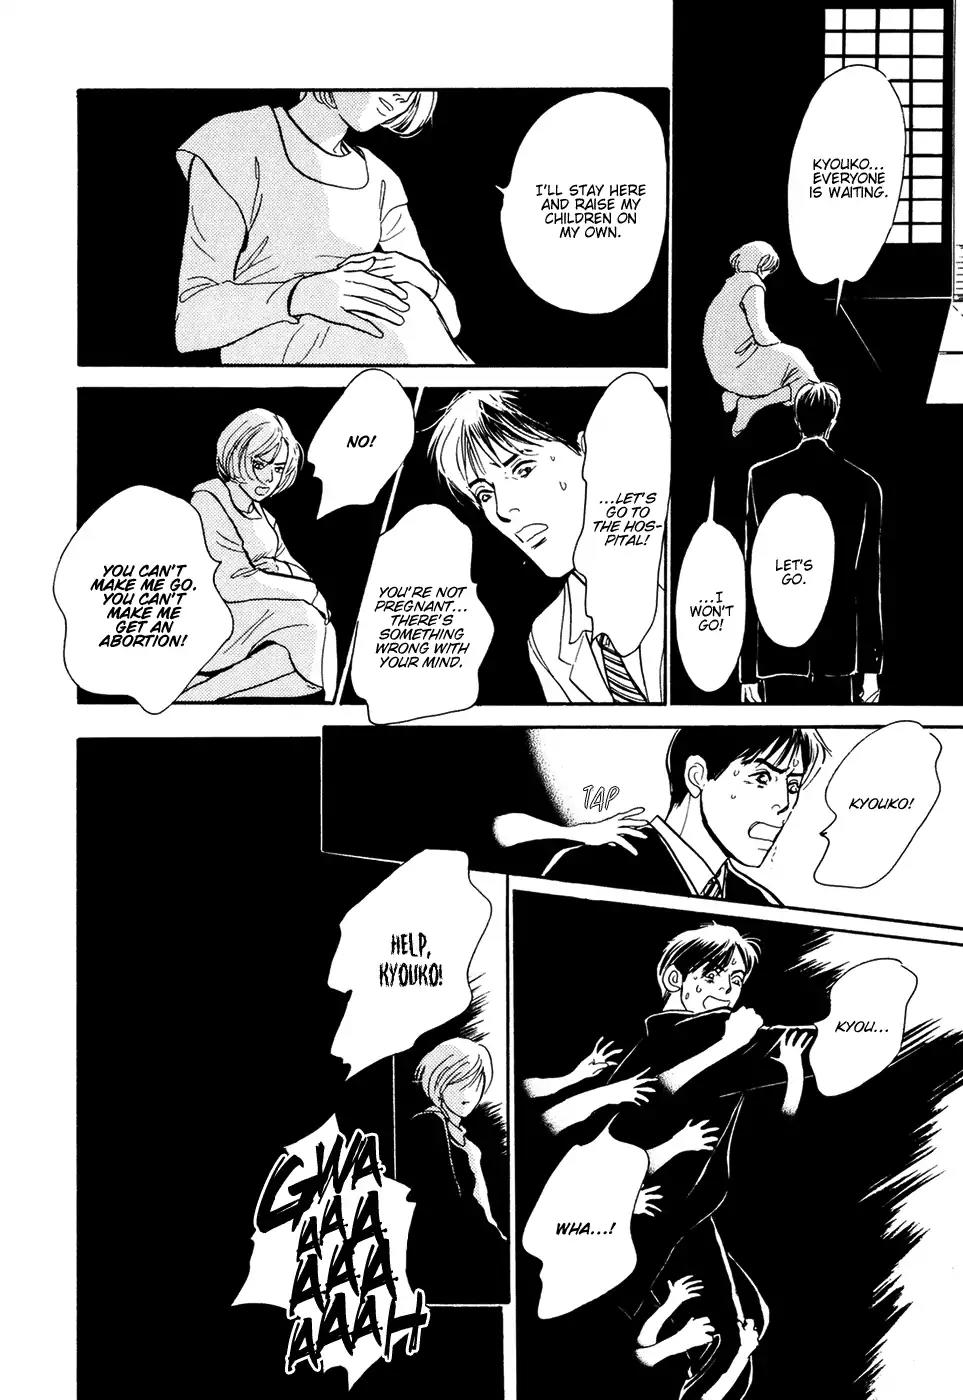 KYOUKO...
EVERYONE
IS WAITING.
LET'S
GO.
...I
WON'T
GO!
I'LL STAY HERE
AND RAISE MY
CHILDREN ON
MY OWN.
...LET'S
GO TO
THE HOS-
PITAL!
YOU'RE NOT
PREGNANT...
THERE'S
SOMETHING
WRONG WITH
YOUR MIND.
NO!
YOU CAN'T
MAKE ME GO.
YOU CAN'T
MAKE ME
GET AN
ABORTION!
KYOUKO!
TAP
KYOU...
WHA...!
HELP,
KYOUKO!
GWA
AAA
AAA
AAAH